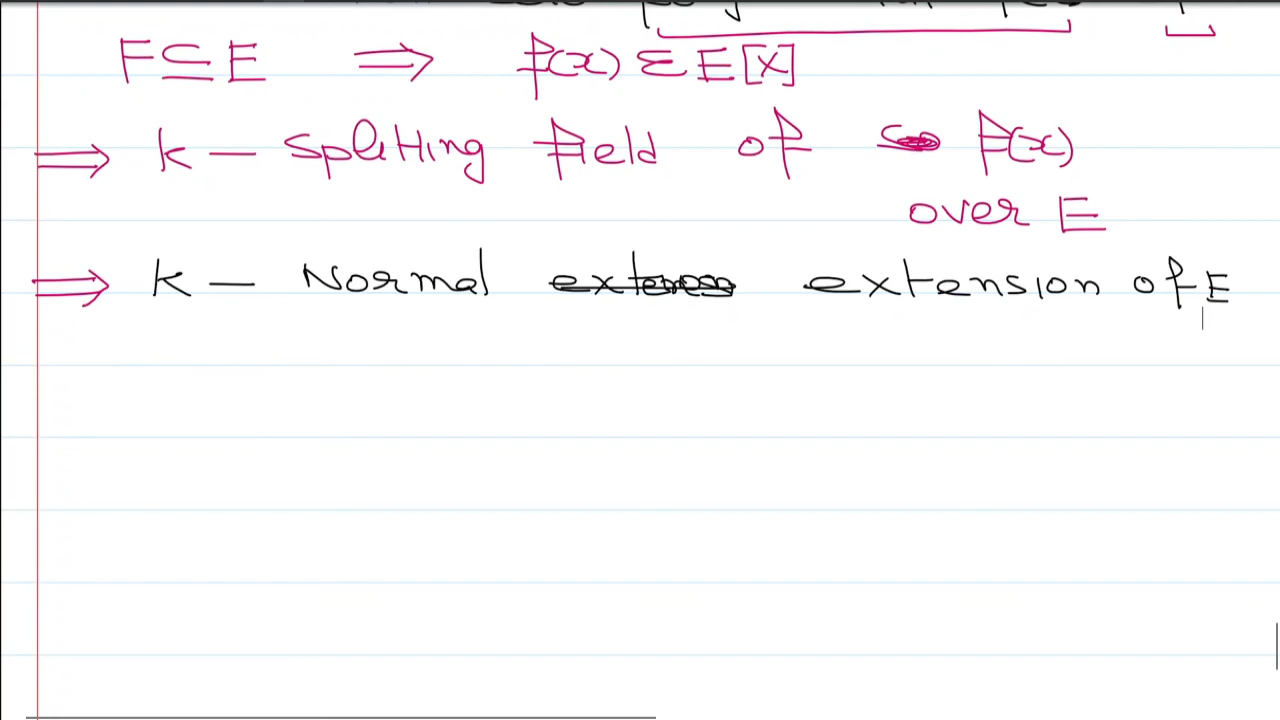 F ⊆ E ⟹ f(x) ∈ E[x]
⟹ k - splitting field of f(x)
over E
⟹ k - Normal extension of E